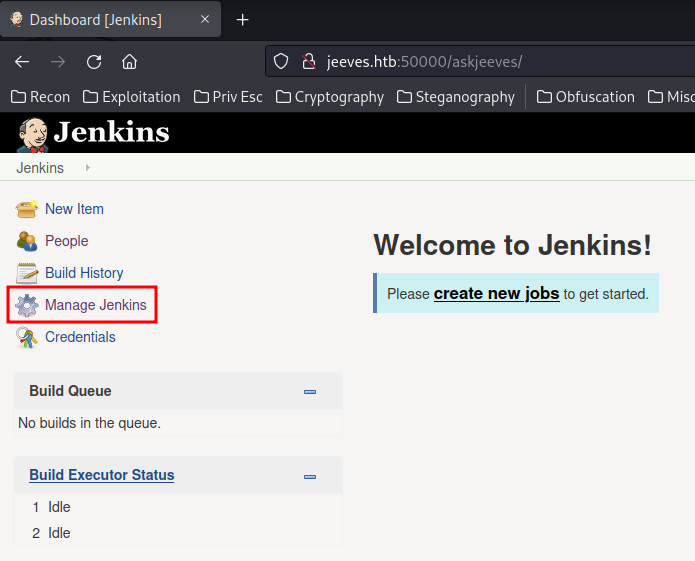 Dashboard [Jenkins]
jeeves.htb:50000/askjeeves/
Recon Exploitation Priv Esc Cryptography Steganography Obfuscation Misc
Jenkins
Jenkins
New Item
People
Build History
Manage Jenkins
Credentials
Welcome to Jenkins!
Please create new jobs to get started.
Build Queue
No builds in the queue.
Build Executor Status
1 Idle
2 Idle